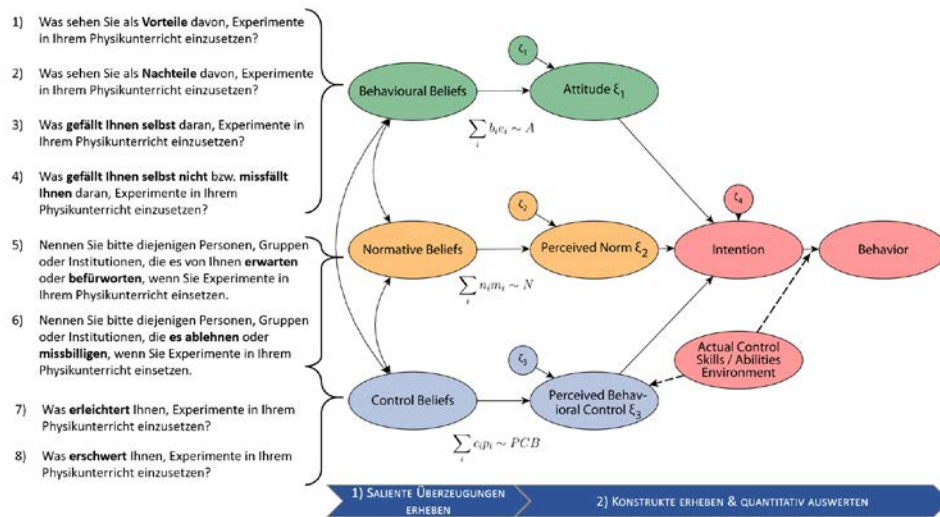 1) Was sehen Sie als Vorteile davon, Experimente
in Ihrem Physikunterricht einzusetzen?
2) Was sehen Sie als Nachteile davon, Experimente
in Ihrem Physikunterricht einzusetzen?
3) Was gefällt Ihnen selbst daran, Experimente in
Ihrem Physikunterricht einzusetzen?
4) Was gefällt Ihnen selbst nicht bzw. missfällt
Ihnen daran, Experimente in Ihrem
Physikunterricht einzusetzen?
5) Nennen Sie bitte diejenigen Personen, Gruppen
oder Institutionen, die es von Ihnen erwarten
oder befürworten, wenn Sie Experimente in
Ihrem Physikunterricht einsetzen.
6) Nennen Sie bitte diejenigen Personen, Gruppen
oder Institutionen, die es ablehnen oder
missbilligen, wenn Sie Experimente in Ihrem
Physikunterricht einsetzen.
7) Was erleichtert Ihnen, Experimente in Ihrem
Physikunterricht einzusetzen?
8) Was erschwert Ihnen, Experimente in Ihrem
Physikunterricht einzusetzen?
ζ₁
Behavioural Beliefs
Attitude ξ₁
∑ᵢ bᵢeᵢ ~ A
ζ₂
ζ₄
Normative Beliefs
Perceived Norm ξ₂
Intention
Behavior
∑ᵢ nᵢmᵢ ~ N
ζ₃
Actual Control
Skills / Abilities
Environment
Control Beliefs
Perceived Behav-
ioral Control ξ₃
∑ᵢ cᵢpᵢ ~ PCB
1) SALIENTE ÜBERZEUGUNGEN
ERHEBEN
2) KONSTRUKTE ERHEBEN & QUANTITATIV AUSWERTEN